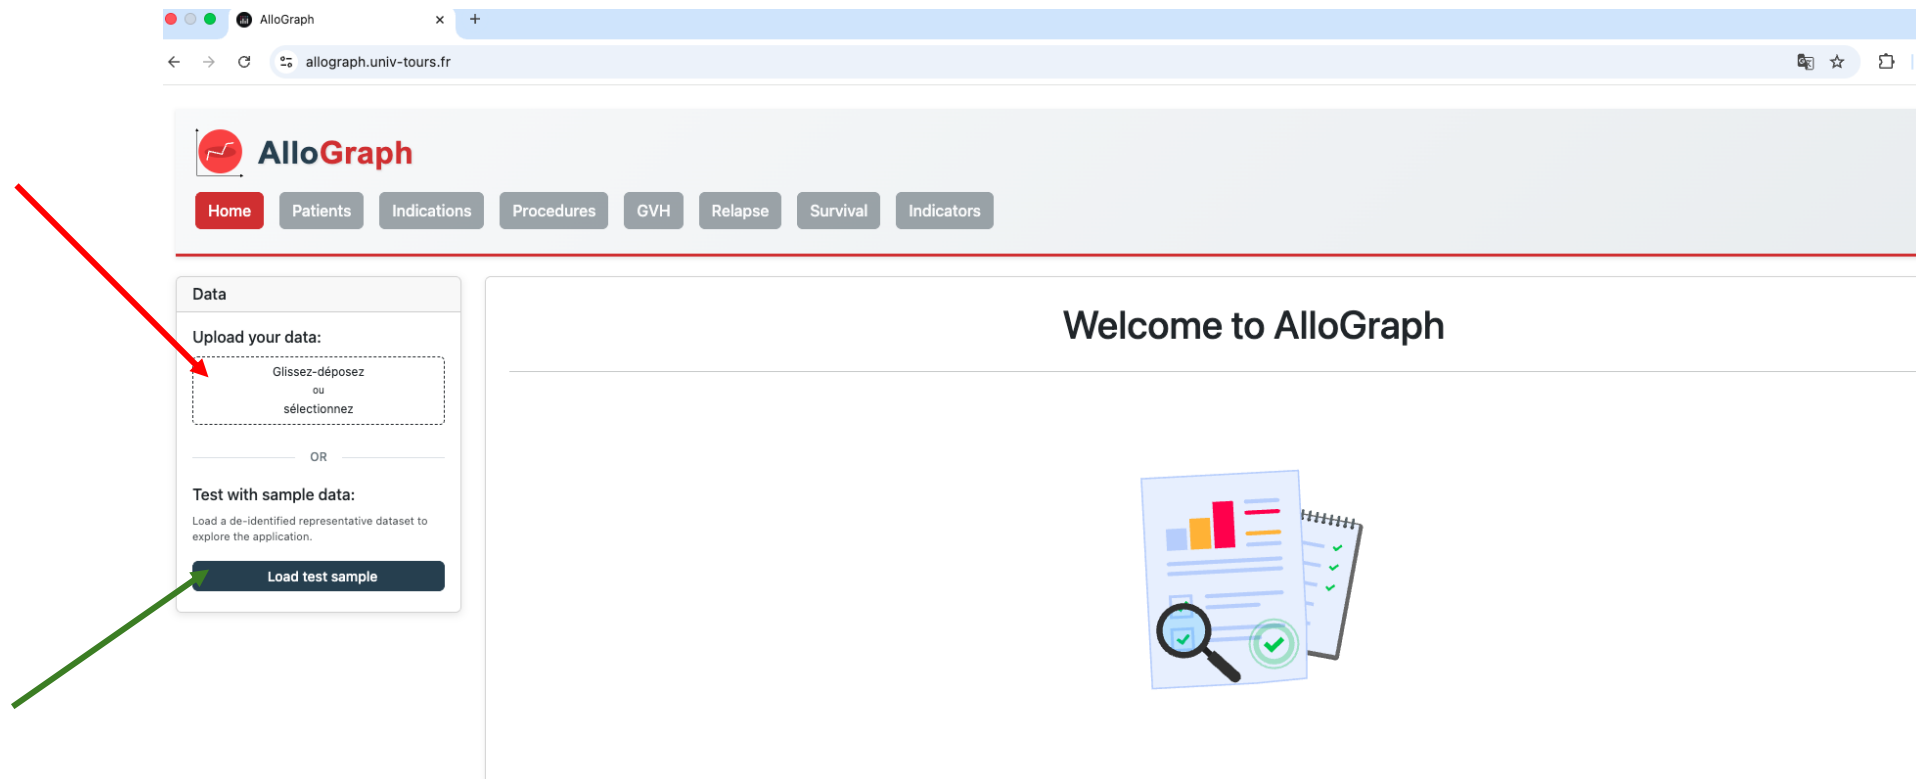 AlloGraph
allograph.univ-tours.fr
AlloGraph
Home Patients Indications Procedures GVH Relapse Survival Indicators
Data
Upload your data:
Glissez-déposez
ou
sélectionnez
OR
Test with sample data:
Load a de-identified representative dataset to
explore the application.
Load test sample
Welcome to AlloGraph